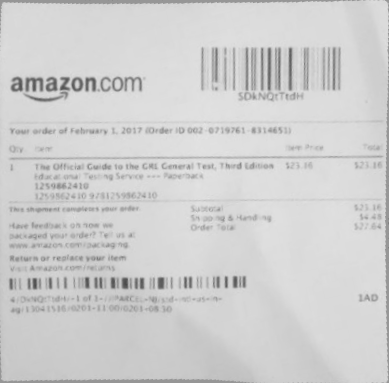 amazon.com
SDkNQtTtdH
Your order of February 1, 2017 (Order ID 002-0719761-8314651)
Qty. Item Item Price Total
1 The Official Guide to the GRE General Test, Third Edition $23.16 $23.16
Educational Testing Service --- Paperback
1259862410
1259862410 9781259862410
This shipment completes your order.
Subtotal $23.16
Shipping & Handling $4.48
Order Total $27.64
Have feedback on how we
packaged your order? Tell us at
www.amazon.com/packaging.
Return or replace your item
Visit Amazon.com/returns
1AD